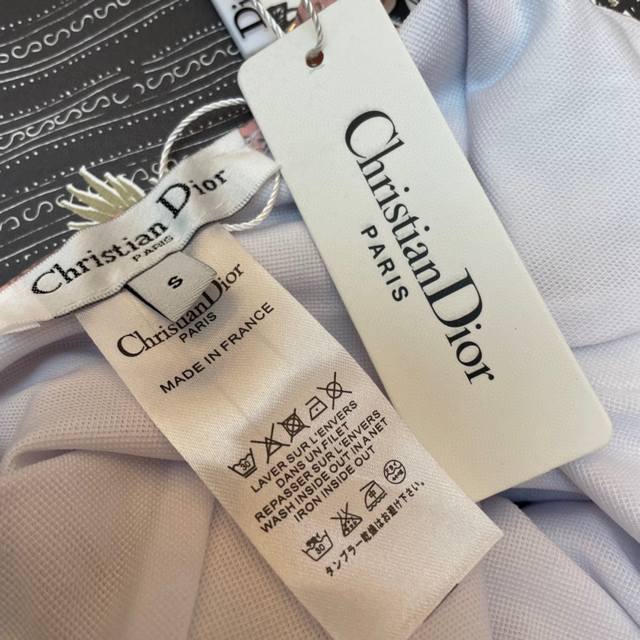 Di
Christian Dior
PARIS
S
Christian Dior
PARIS
MADE IN FRANCE
LAVER SUR L'ENVERS
DANS UN FILET
REPASSER SUR L'ENVERS
WASH INSIDE OUT IN A NET
IRON INSIDE OUT
タンブラー乾燥はお避け下さい。
Christian Dior
PARIS